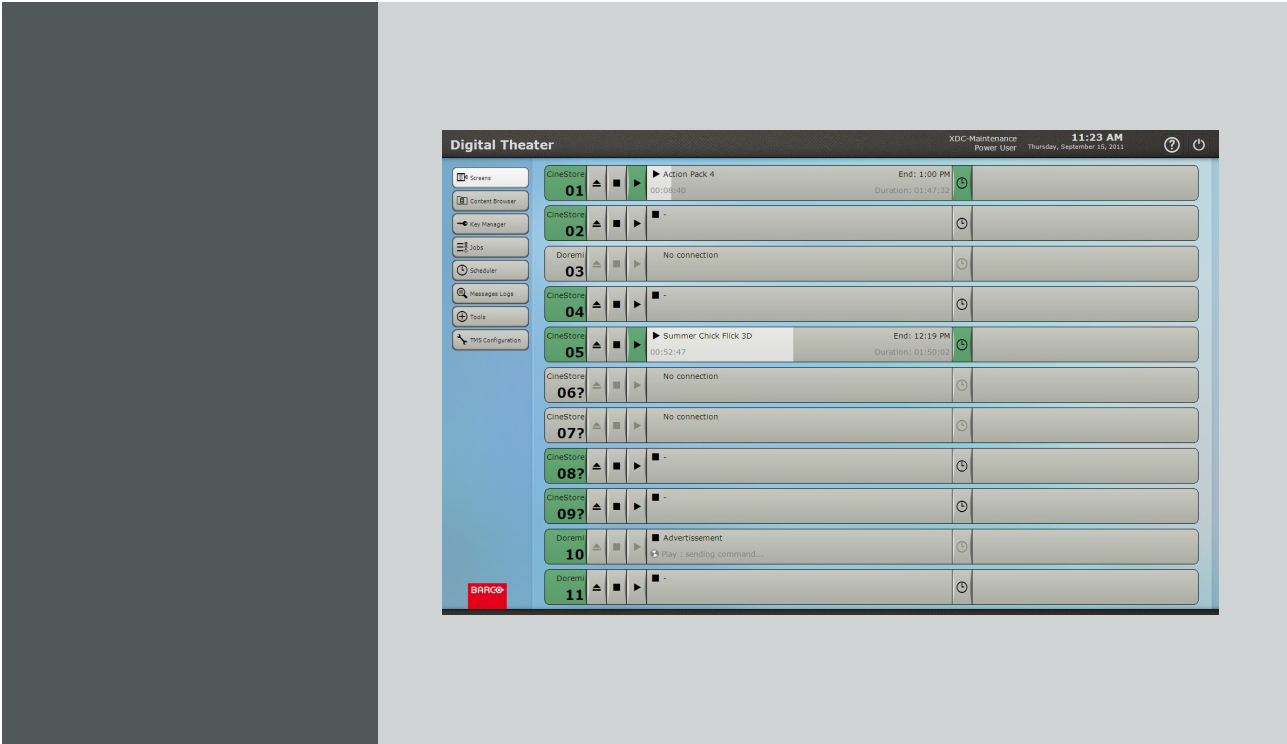 Digital Theater
XDC-Maintenance
Power User
11:23 AM
Thursday, September 15, 2011
?
Screens
Content Browser
Key Manager
Jobs
Scheduler
Messages Logs
Tools
TMS Configuration
BARCO
CineStore
01
Action Pack 4
End: 1:00 PM
00:08:40
Duration: 01:47:32
CineStore
02
-
Doremi
03
No connection
CineStore
04
-
CineStore
05
Summer Chick Flick 3D
End: 12:19 PM
00:52:47
Duration: 01:50:02
CineStore
06?
No connection
CineStore
07?
No connection
CineStore
08?
-
CineStore
09?
-
Doremi
10
Advertissement
Play : sending command...
Doremi
11
-